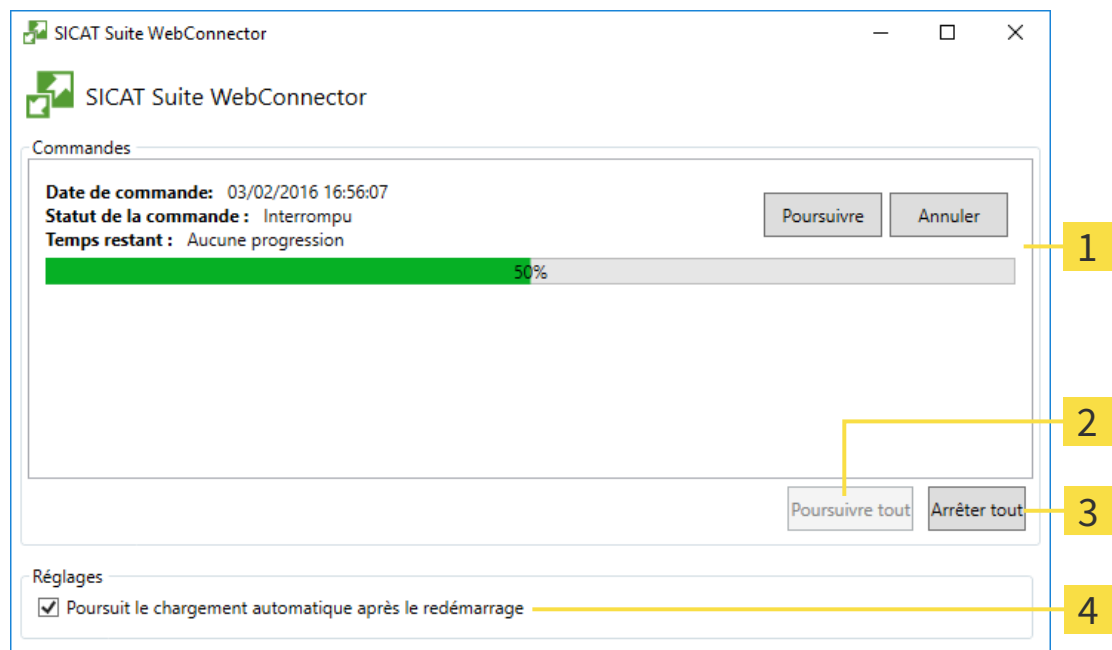 SICAT Suite WebConnector
SICAT Suite WebConnector
Commandes
Date de commande: 03/02/2016 16:56:07
Statut de la commande : Interrompu
Temps restant : Aucune progression
Poursuivre
Annuler
1
50%
2
Poursuivre tout
Arrêter tout
3
Réglages
Poursuit le chargement automatique après le redémarrage
4